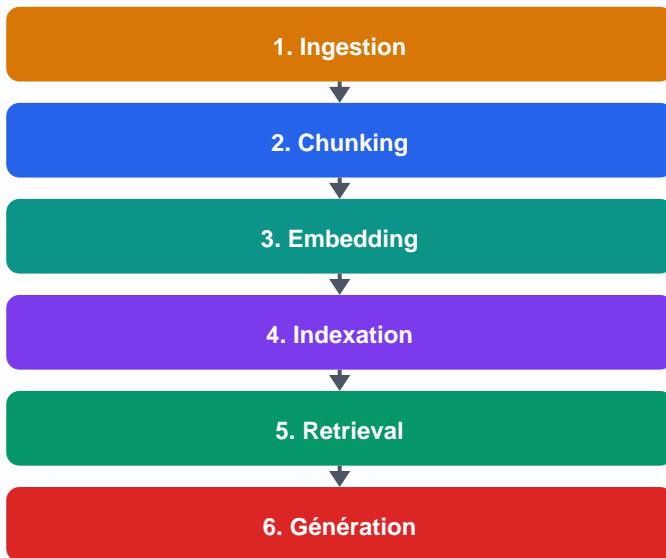 1. Ingestion
2. Chunking
3. Embedding
4. Indexation
5. Retrieval
6. Génération